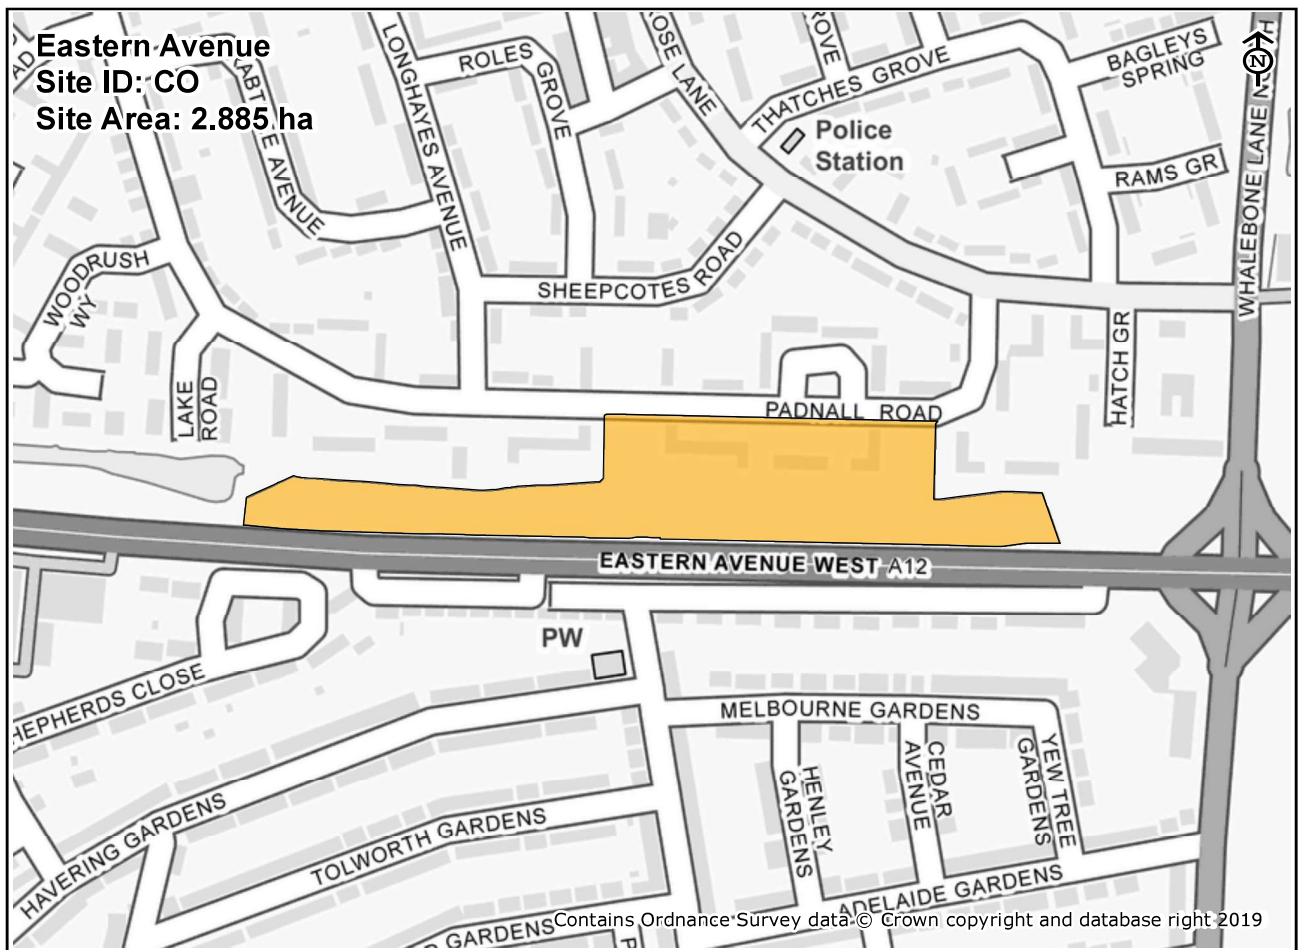 Eastern Avenue
Site ID: CO
Site Area: 2.885 ha
LONGHAYES AVENUE
ROLES
GROVE
ROSE LANE
THATCHES GROVE
BAGLEYS
SPRING
N
Police
Station
RAMS GR
WHALEBONE LANE
AVENUE
WOODRUSH
WY
SHEEPCOTES ROAD
LAKE
ROAD
HATCH GR
PADNALL ROAD
EASTERN AVENUE WEST A12
PW
SHEPHERDS CLOSE
MELBOURNE GARDENS
HENLEY
GARDENS
CEDAR
AVENUE
YEW TREE
GARDENS
HAVERING GARDENS
TOLWORTH GARDENS
ADELAIDE GARDENS
GARDENS
Contains Ordnance Survey data © Crown copyright and database right 2019